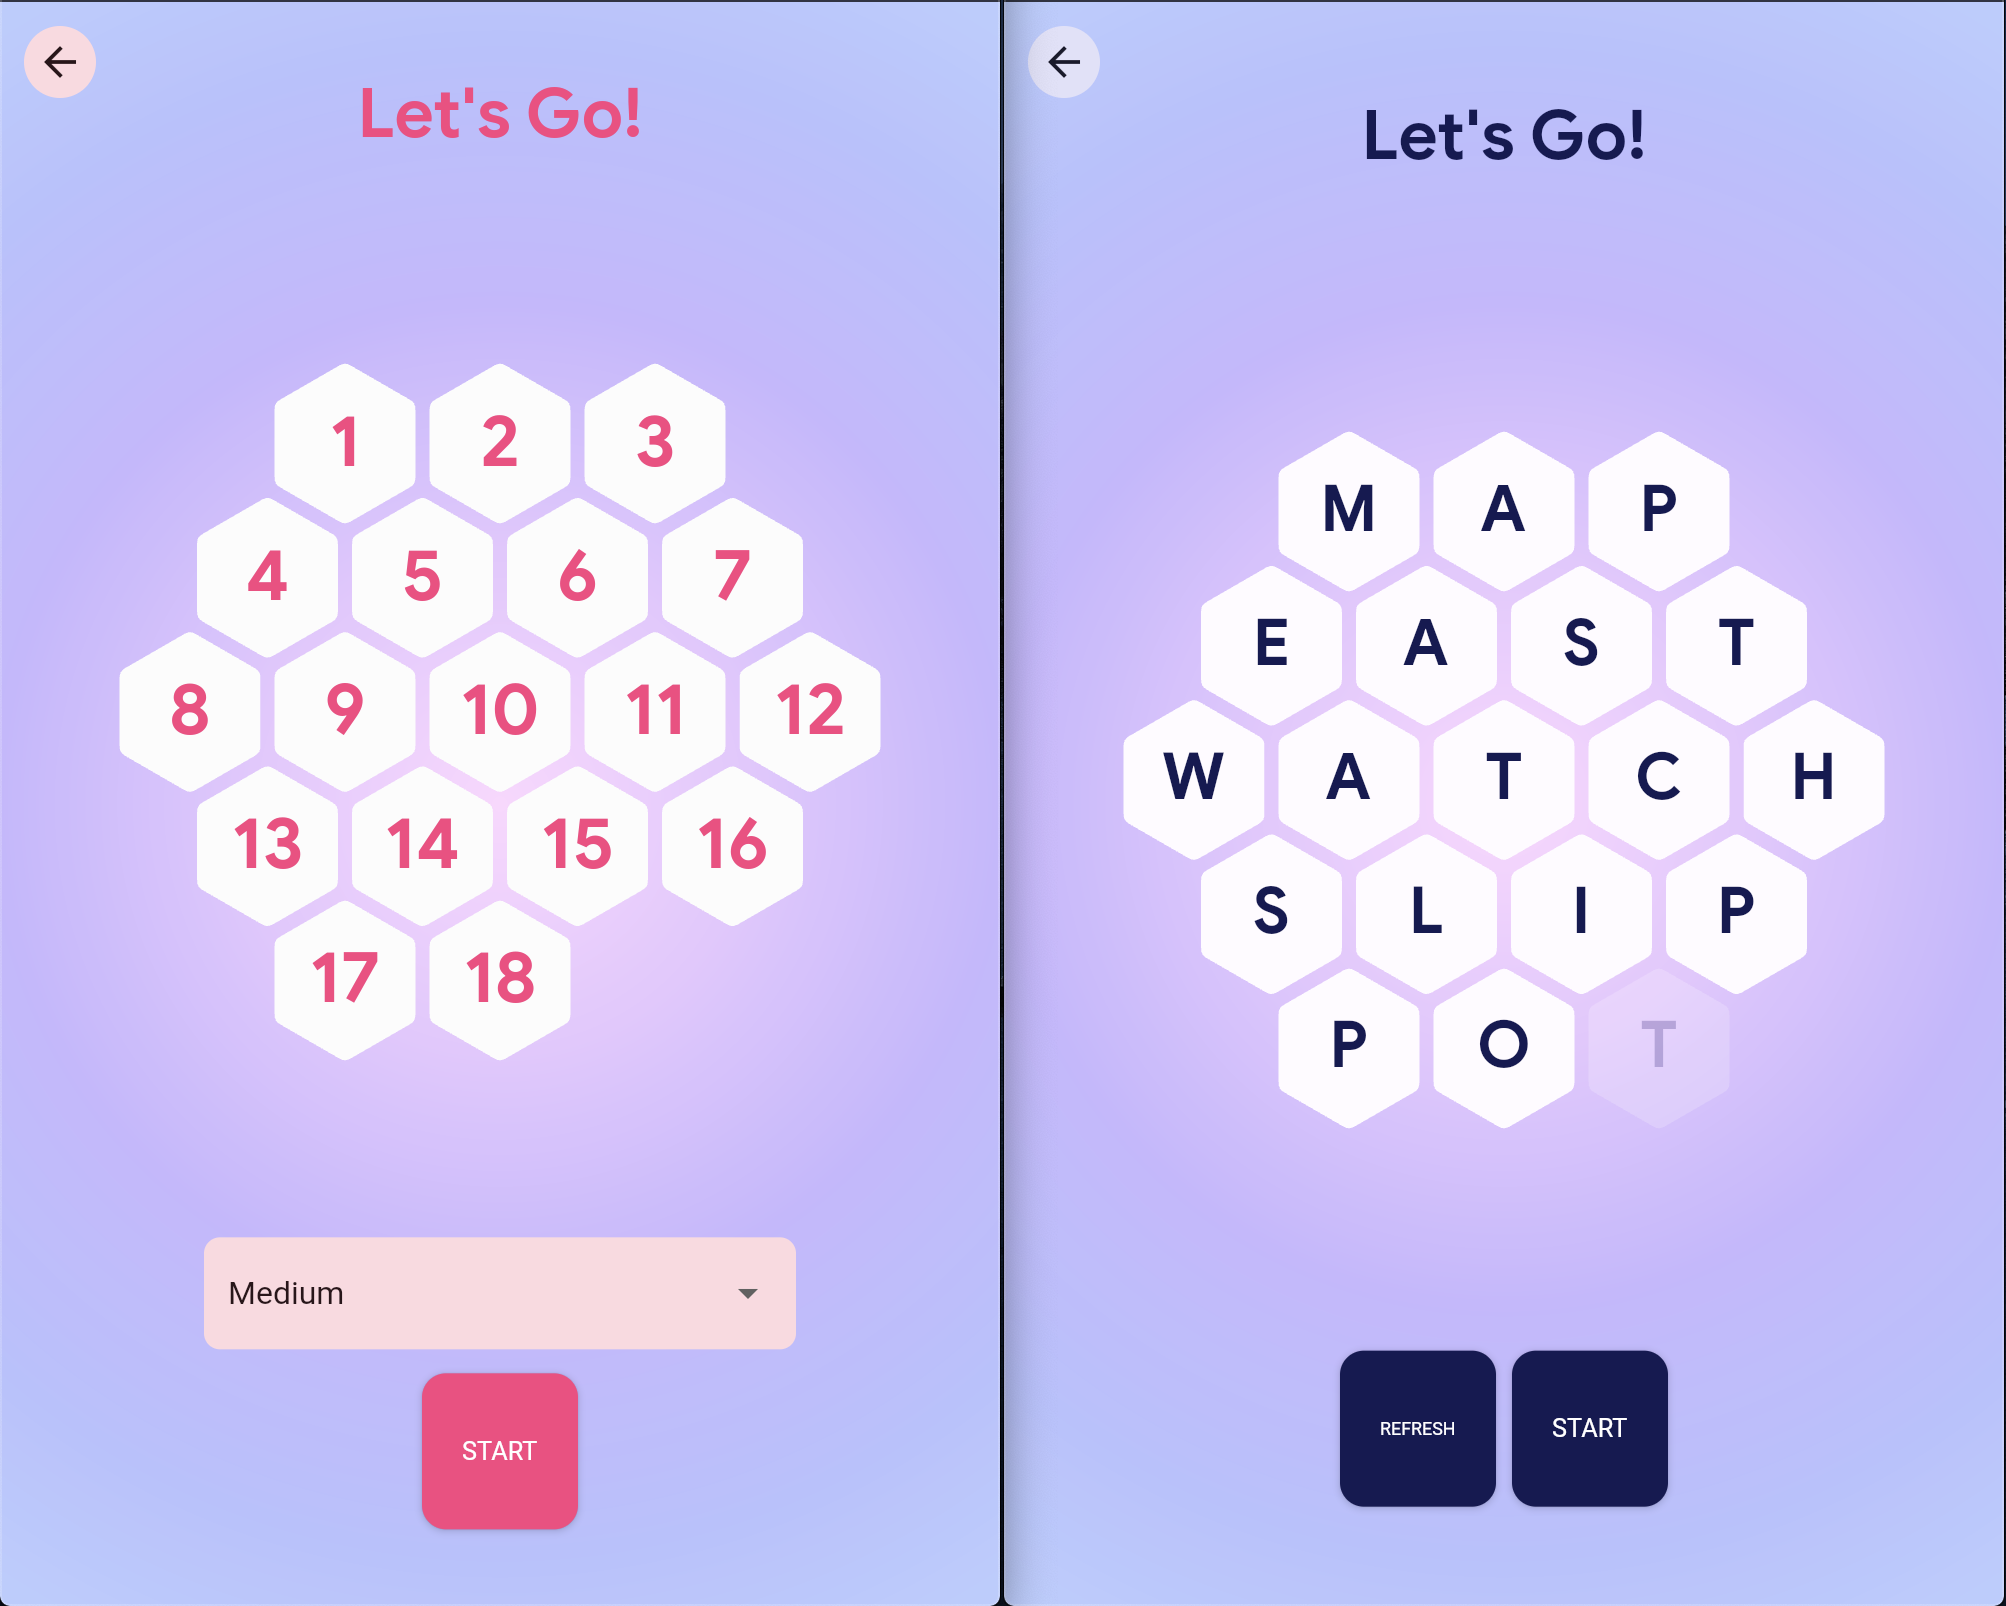 Let's Go!
1 2 3
4 5 6 7
8 9 10 11 12
13 14 15 16
17 18
Medium
START
Let's Go!
M A P
E A S T
W A T C H
S L I P
P O T
REFRESH START